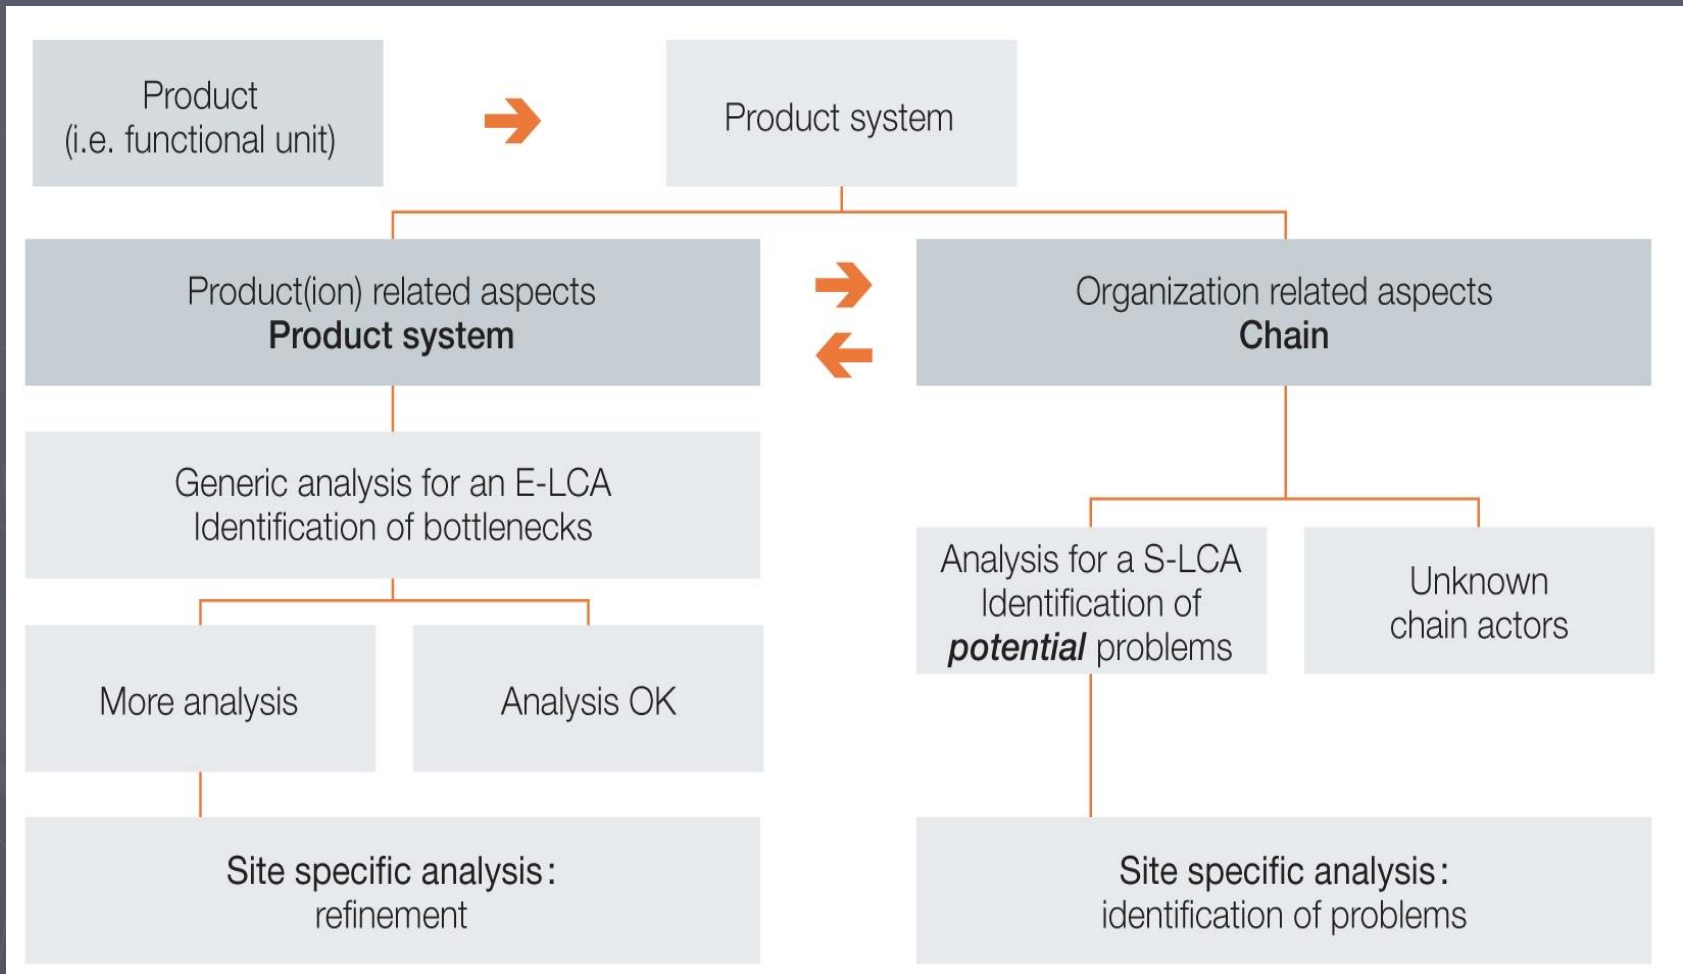 Product
(i.e. functional unit)
Product system
Product(ion) related aspects
Product system
Organization related aspects
Chain
Generic analysis for an E-LCA
Identification of bottlenecks
Analysis for a S-LCA
Identification of
potential problems
Unknown
chain actors
More analysis
Analysis OK
Site specific analysis:
refinement
Site specific analysis:
identification of problems